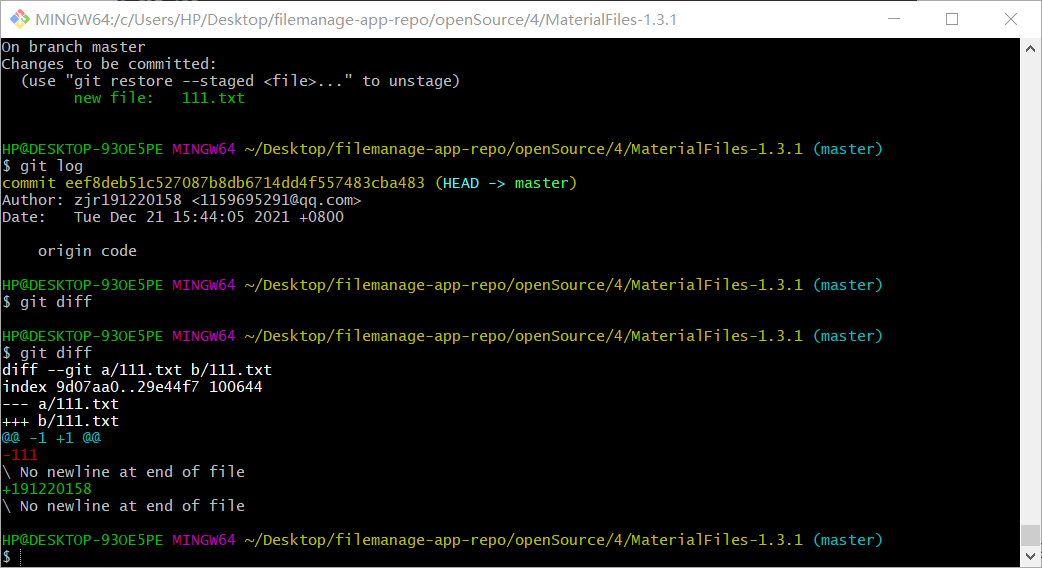 MINGW64:/c/Users/HP/Desktop/filemanage-app-repo/openSource/4/MaterialFiles-1.3.1
On branch master
Changes to be committed:
  (use "git restore --staged <file>..." to unstage)
        new file:   111.txt
HP@DESKTOP-93OE5PE MINGW64 ~/Desktop/filemanage-app-repo/openSource/4/MaterialFiles-1.3.1 (master)
$ git log
commit eef8deb51c527087b8db6714dd4f557483cba483 (HEAD -> master)
Author: zjr191220158 <1159695291@qq.com>
Date:   Tue Dec 21 15:44:05 2021 +0800
    origin code
HP@DESKTOP-93OE5PE MINGW64 ~/Desktop/filemanage-app-repo/openSource/4/MaterialFiles-1.3.1 (master)
$ git diff
HP@DESKTOP-93OE5PE MINGW64 ~/Desktop/filemanage-app-repo/openSource/4/MaterialFiles-1.3.1 (master)
$ git diff
diff --git a/111.txt b/111.txt
index 9d07aa0..29e44f7 100644
--- a/111.txt
+++ b/111.txt
@@ -1 +1 @@
-111
\ No newline at end of file
+191220158
\ No newline at end of file
HP@DESKTOP-93OE5PE MINGW64 ~/Desktop/filemanage-app-repo/openSource/4/MaterialFiles-1.3.1 (master)
$